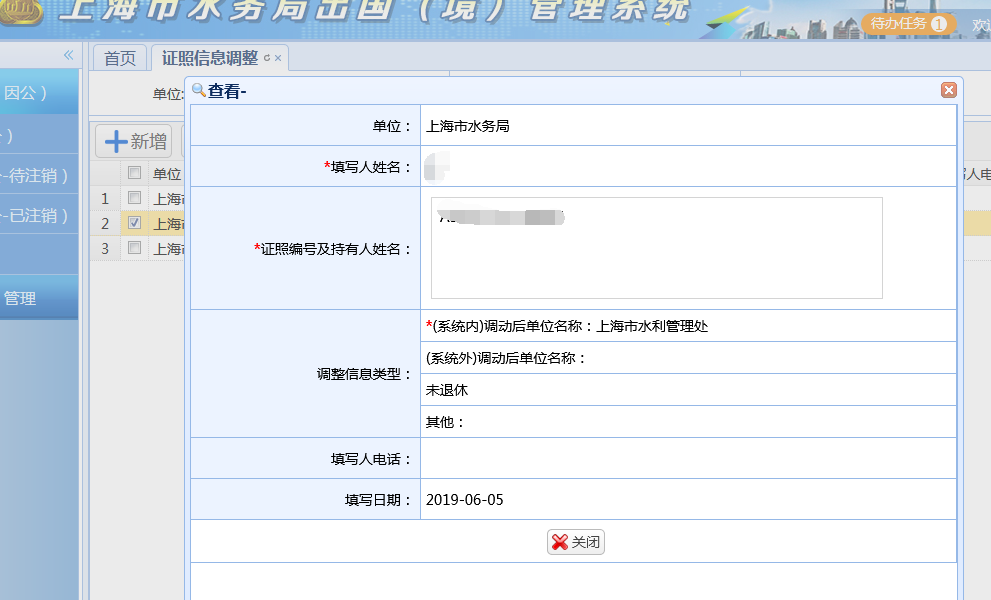 上海市水务局出国（境）管理系统
待办任务 1
欢迎
首页
证照信息调整
因公 )
)
-待注销 )
-已注销 )
管理
单位:
新增
单位
1 上海市
2 上海市
3 上海市
人电
查看-
单位： 上海市水务局
*填写人姓名：
*证照编号及持有人姓名：
调整信息类型：
*(系统内)调动后单位名称：上海市水利管理处
(系统外)调动后单位名称：
未退休
其他：
填写人电话：
填写日期： 2019-06-05
关闭